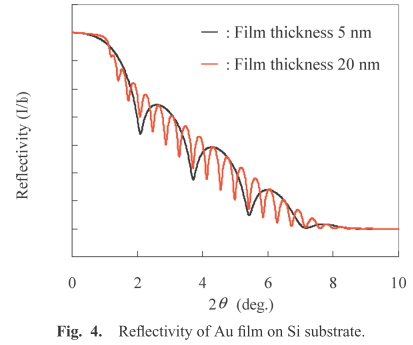 : Film thickness 5 nm
: Film thickness 20 nm
Reflectivity (I/I₀)
0 2 4 6 8 10
2θ (deg.)
Fig. 4. Reflectivity of Au film on Si substrate.